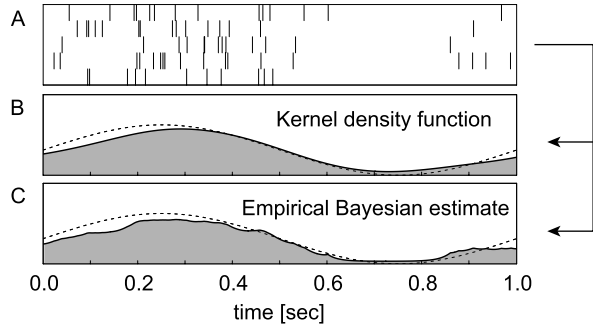 A
B
Kernel density function
C
Empirical Bayesian estimate
0.0 0.2 0.4 0.6 0.8 1.0
time [sec]